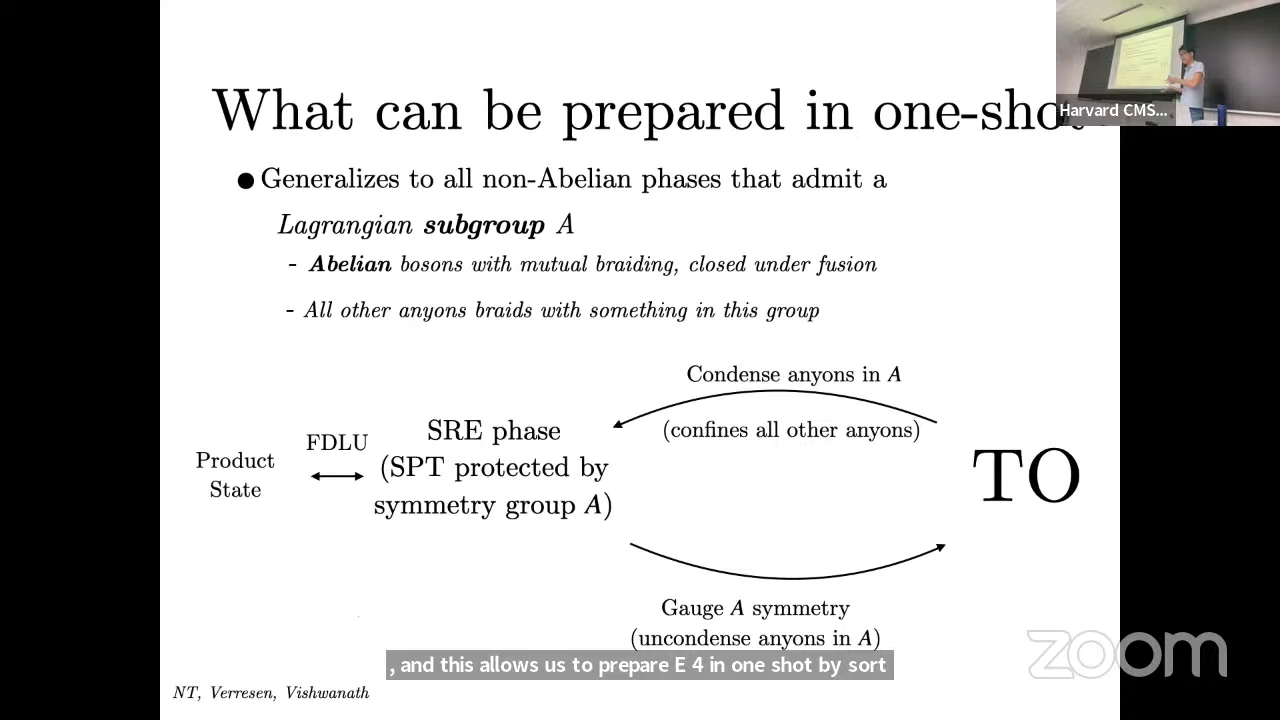 Harvard CMS...
What can be prepared in one-shot
● Generalizes to all non-Abelian phases that admit a
Lagrangian subgroup A
- Abelian bosons with mutual braiding, closed under fusion
- All other anyons braids with something in this group
Condense anyons in A
(confines all other anyons)
Product
State
FDLU
SRE phase
(SPT protected by
symmetry group A)
TO
Gauge A symmetry
(uncondense anyons in A)
, and this allows us to prepare E 4 in one shot by sort
NT, Verresen, Vishwanath
zoom